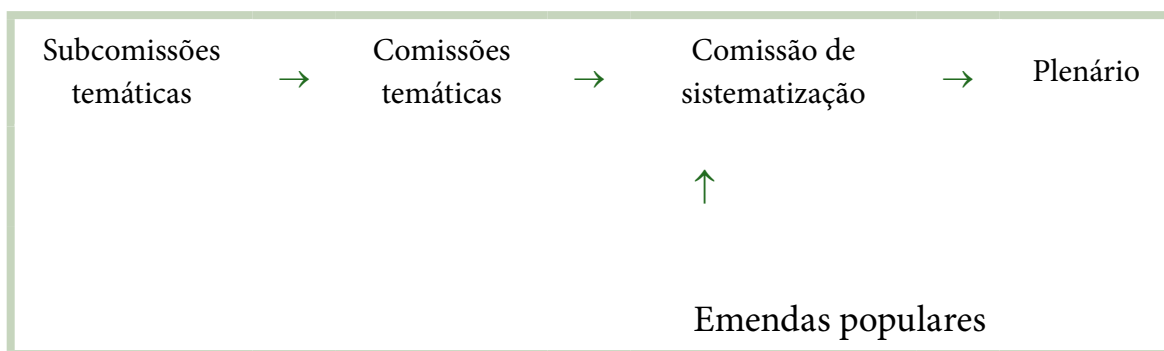 Subcomissões
temáticas
→
Comissões
temáticas
→
Comissão de
sistematização
→
Plenário
↑
Emendas populares